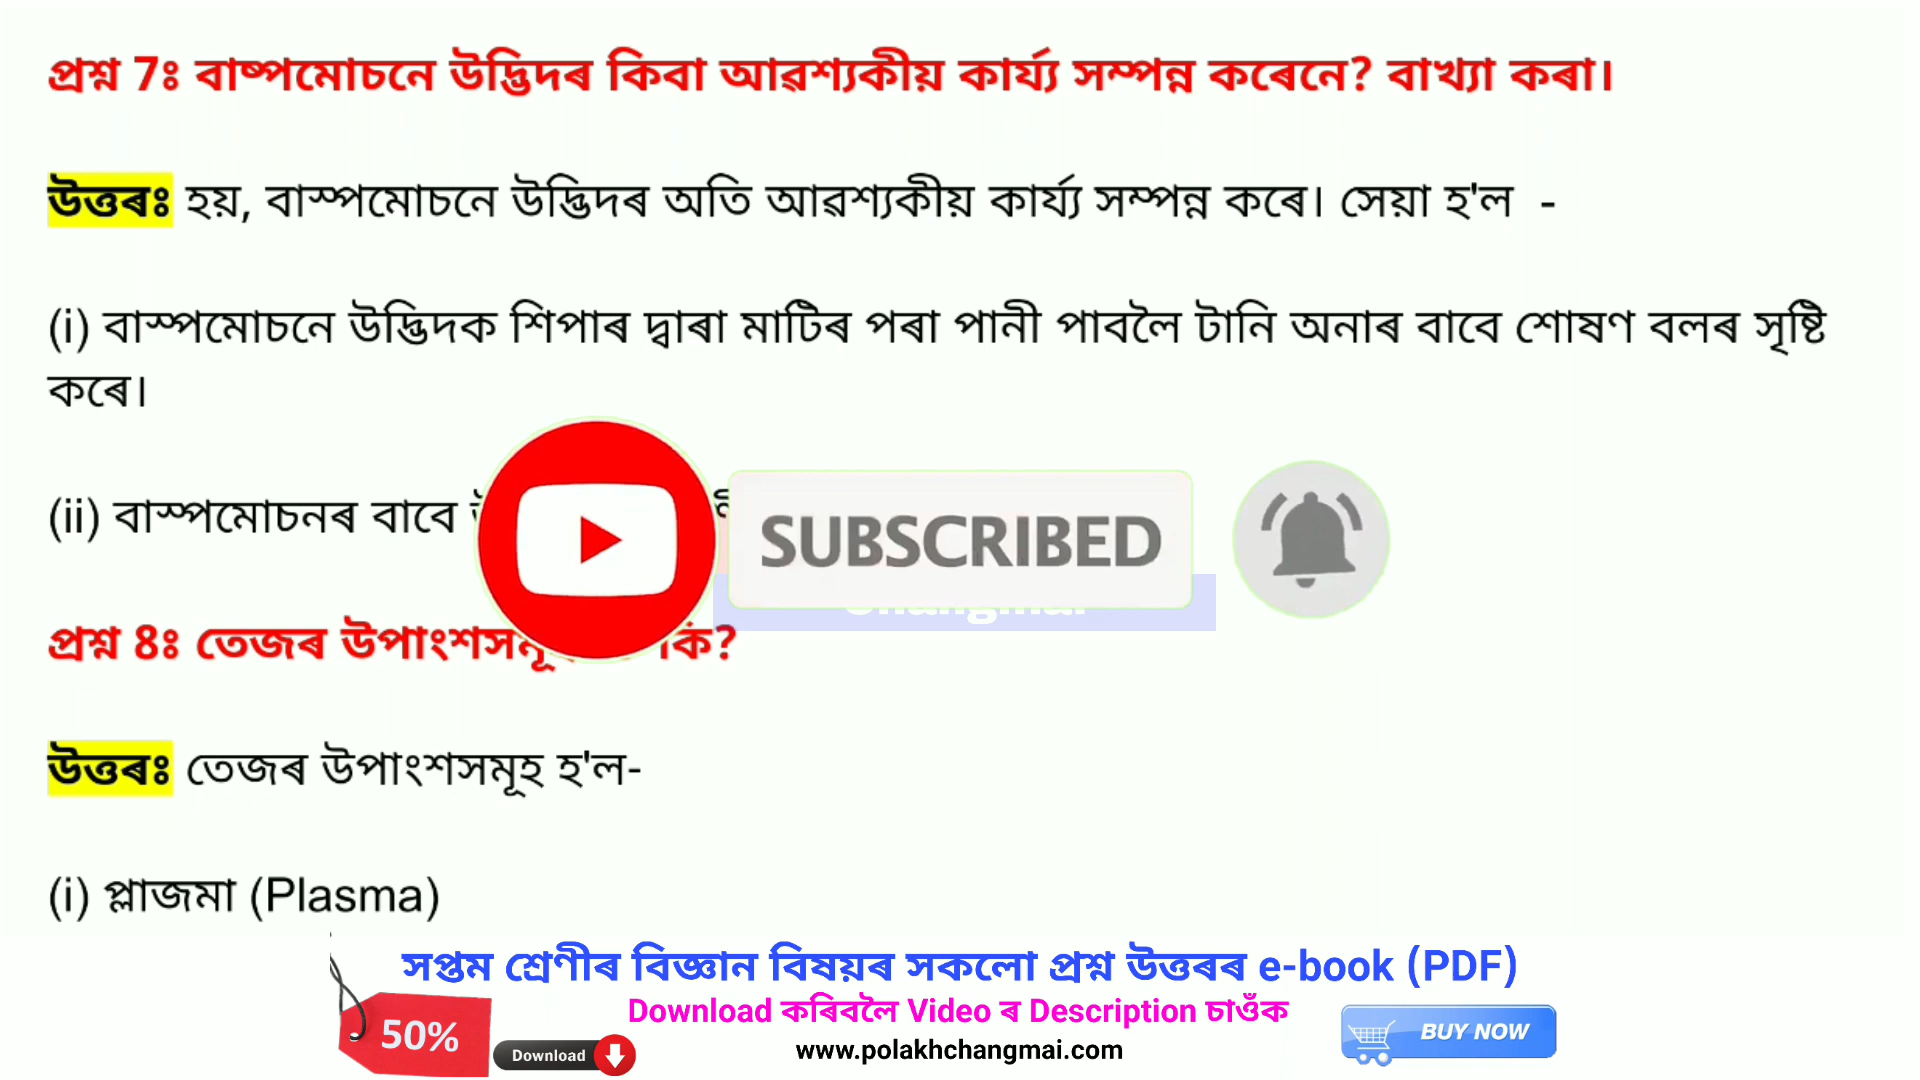 প্ৰশ্ন 7ঃ বাষ্পমোচনে উদ্ভিদৰ কিবা আৱশ্যকীয় কাৰ্য্য সম্পন্ন কৰেনে? বাখ্যা কৰা।
উত্তৰঃ হয়, বাস্পমোচনে উদ্ভিদৰ অতি আৱশ্যকীয় কাৰ্য্য সম্পন্ন কৰে। সেয়া হ'ল -
(i) বাস্পমোচনে উদ্ভিদক শিপাৰ দ্বাৰা মাটিৰ পৰা পানী পাবলৈ টানি অনাৰ বাবে শোষণ বলৰ সৃষ্টি
কৰে।
(ii) বাস্পমোচনৰ বাবে
SUBSCRIBED
প্ৰশ্ন 8ঃ তেজৰ
উত্তৰঃ তেজৰ উপাংশসমূহ হ'ল-
(i) প্লাজমা (Plasma)
সপ্তম শ্ৰেণীৰ বিজ্ঞান বিষয়ৰ সকলো প্ৰশ্ন উত্তৰৰ e-book (PDF)
Download কৰিবলৈ Video ৰ Description চাওঁক
www.polakhchangmai.com
50%
Download
BUY NOW